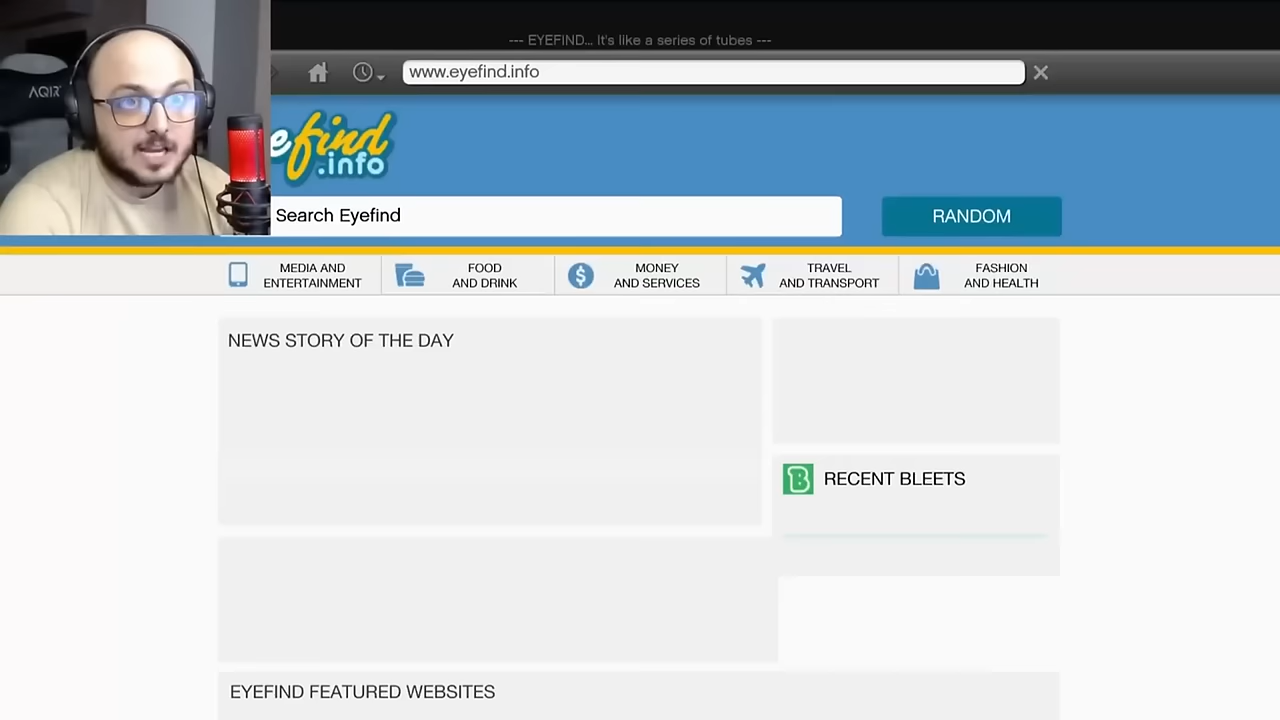 --- EYEFIND... It's like a series of tubes ---
www.eyefind.info
AQIR
efind
.info
Search Eyefind
RANDOM
MEDIA AND
ENTERTAINMENT
FOOD
AND DRINK
MONEY
AND SERVICES
TRAVEL
AND TRANSPORT
FASHION
AND HEALTH
NEWS STORY OF THE DAY
B RECENT BLEETS
EYEFIND FEATURED WEBSITES